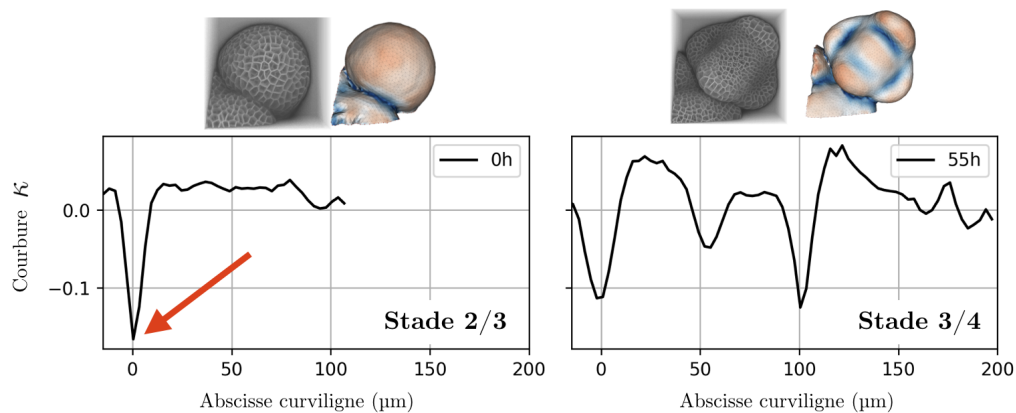 0h
55h
Courbure κ
0.0
−0.1
Stade 2/3
Stade 3/4
0 50 100 150 200
0 50 100 150 200
Abscisse curviligne (µm)
Abscisse curviligne (µm)